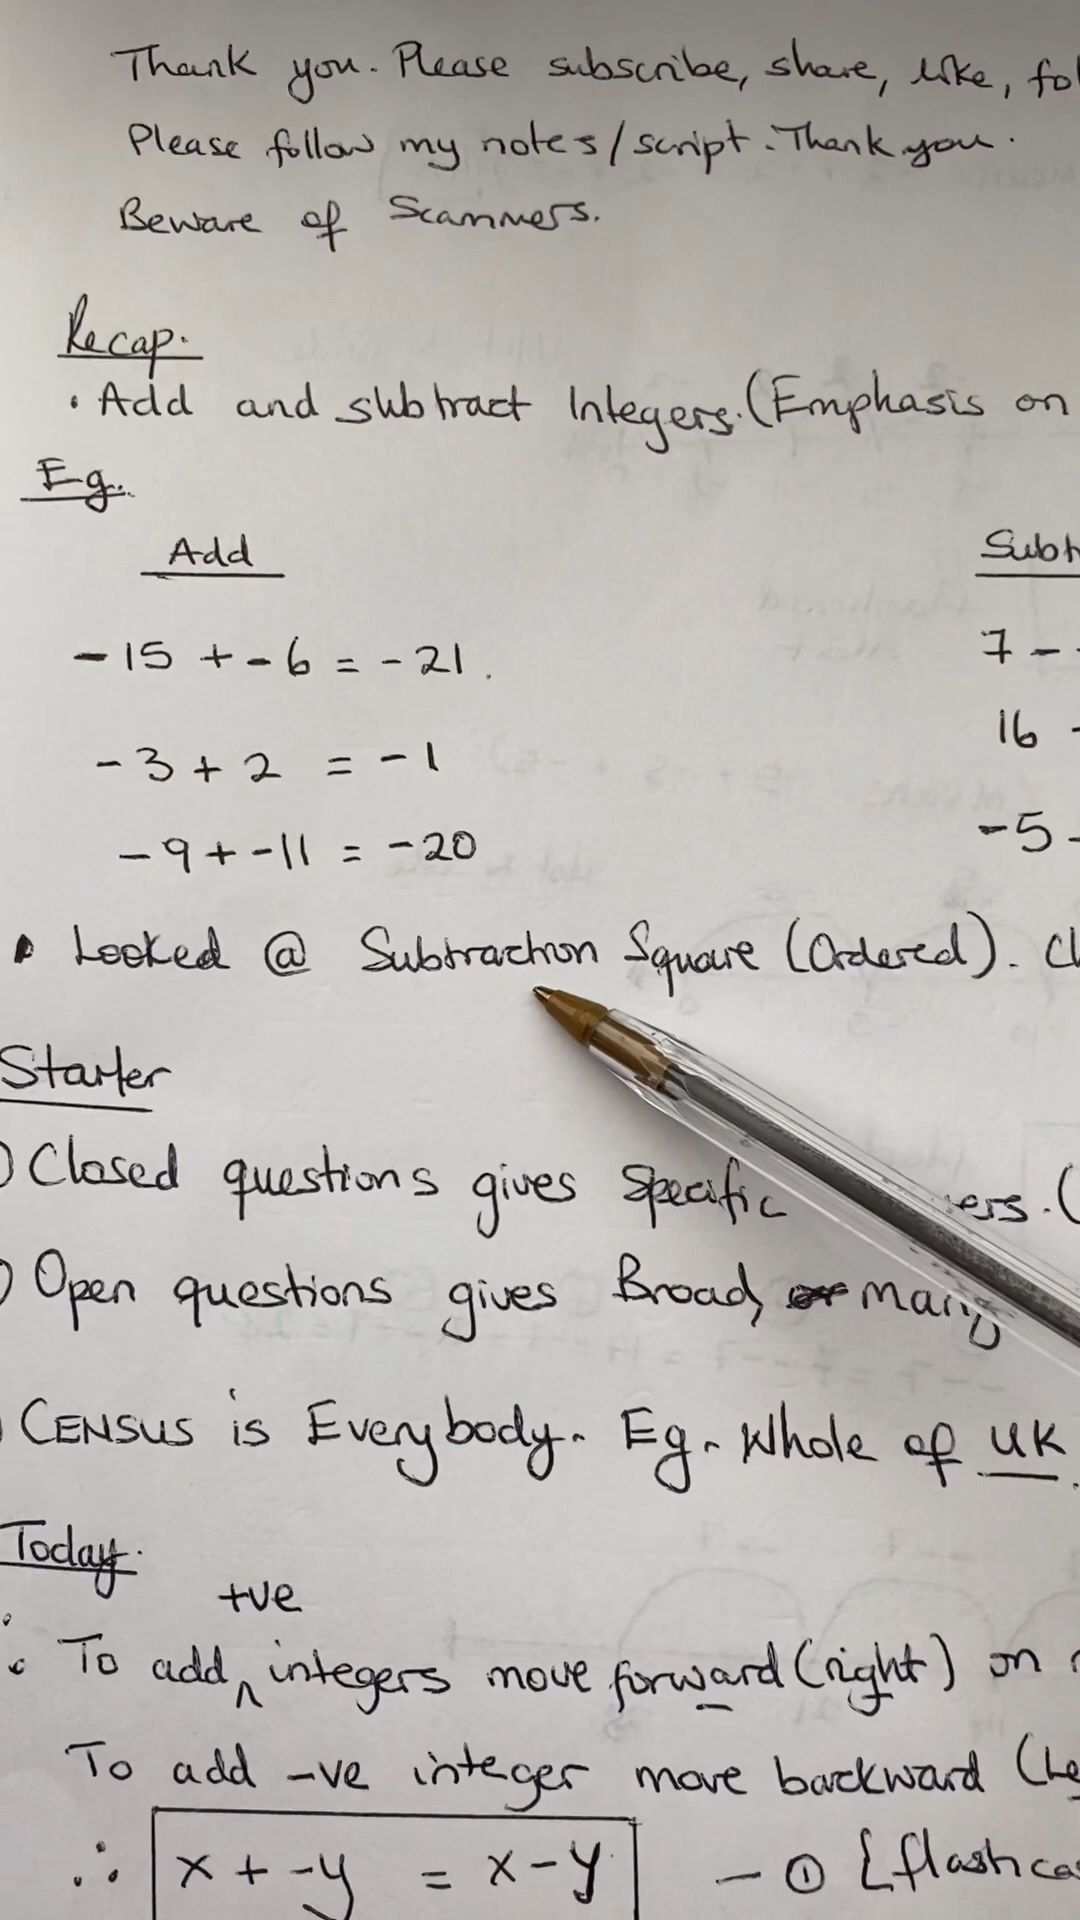 Thank you. Please subscribe, share, like, fol
Please follow my notes/script. Thank you.
Beware of Scammers.
Recap.
• Add and subtract Integers. (Emphasis on
Eg.
Add
Subt
-15 + -6 = -21.
7 -
-3 + 2 = -1
16 -
-9 + -11 = -20
-5 -
• Looked @ Subtraction Square (Ordered). Cl
Starter
) Closed questions gives Specific ers. (
) Open questions gives Broad, or many
) CENSUS is Everybody. Eg. Whole of UK.
Today.
+ve
To add ^ integers move forward (right) on
To add -ve integer move backward (Le
∴ x + -y = x - y - ① [flashca